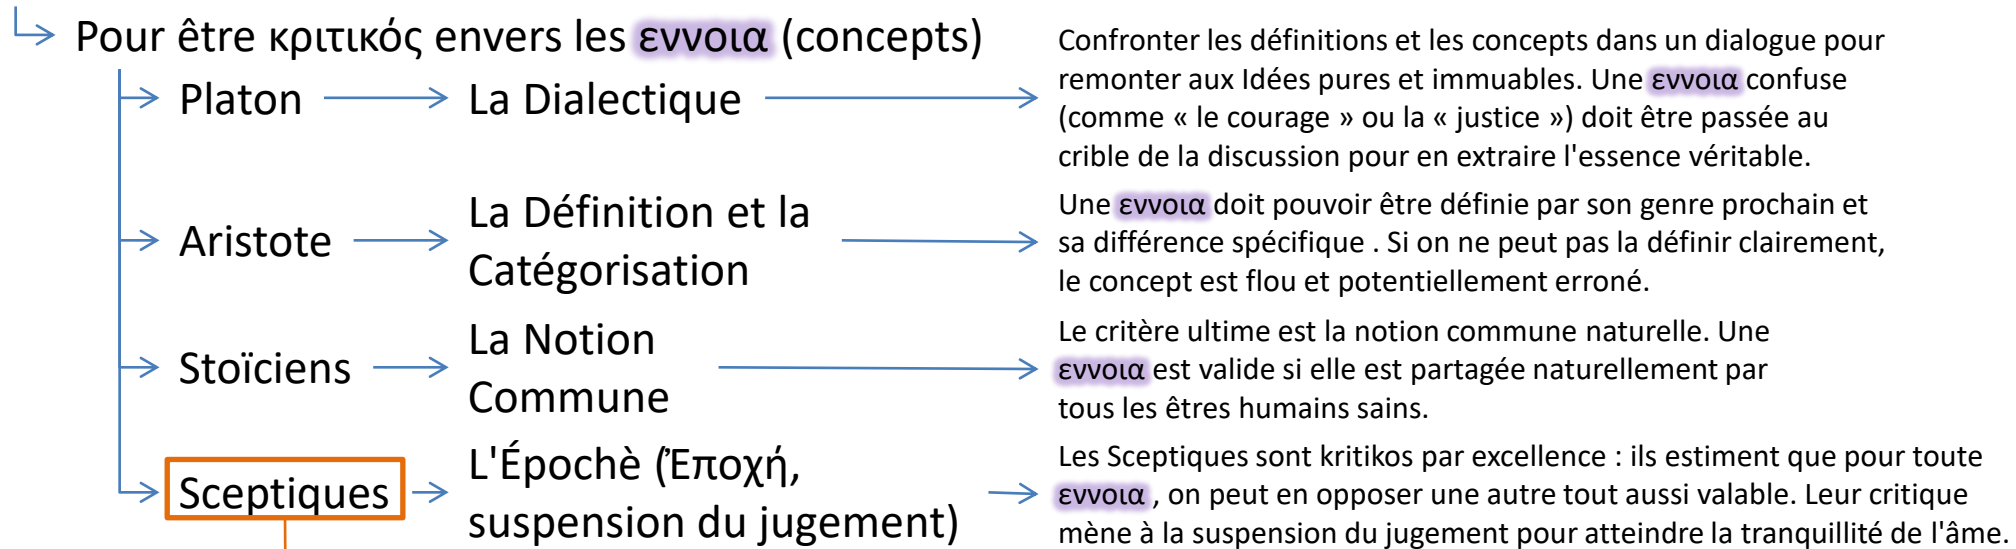 Pour être κριτικός envers les εννοια (concepts)
Platon
La Dialectique
Confronter les définitions et les concepts dans un dialogue pour
remonter aux Idées pures et immuables. Une εννοια confuse
(comme « le courage » ou la « justice ») doit être passée au
crible de la discussion pour en extraire l'essence véritable.
Aristote
La Définition et la
Catégorisation
Une εννοια doit pouvoir être définie par son genre prochain et
sa différence spécifique . Si on ne peut pas la définir clairement,
le concept est flou et potentiellement erroné.
Stoïciens
La Notion
Commune
Le critère ultime est la notion commune naturelle. Une
εννοια est valide si elle est partagée naturellement par
tous les êtres humains sains.
Sceptiques
L'Épochè (Ἐποχή,
suspension du jugement)
Les Sceptiques sont kritikos par excellence : ils estiment que pour toute
εννοια , on peut en opposer une autre tout aussi valable. Leur critique
mène à la suspension du jugement pour atteindre la tranquillité de l'âme.